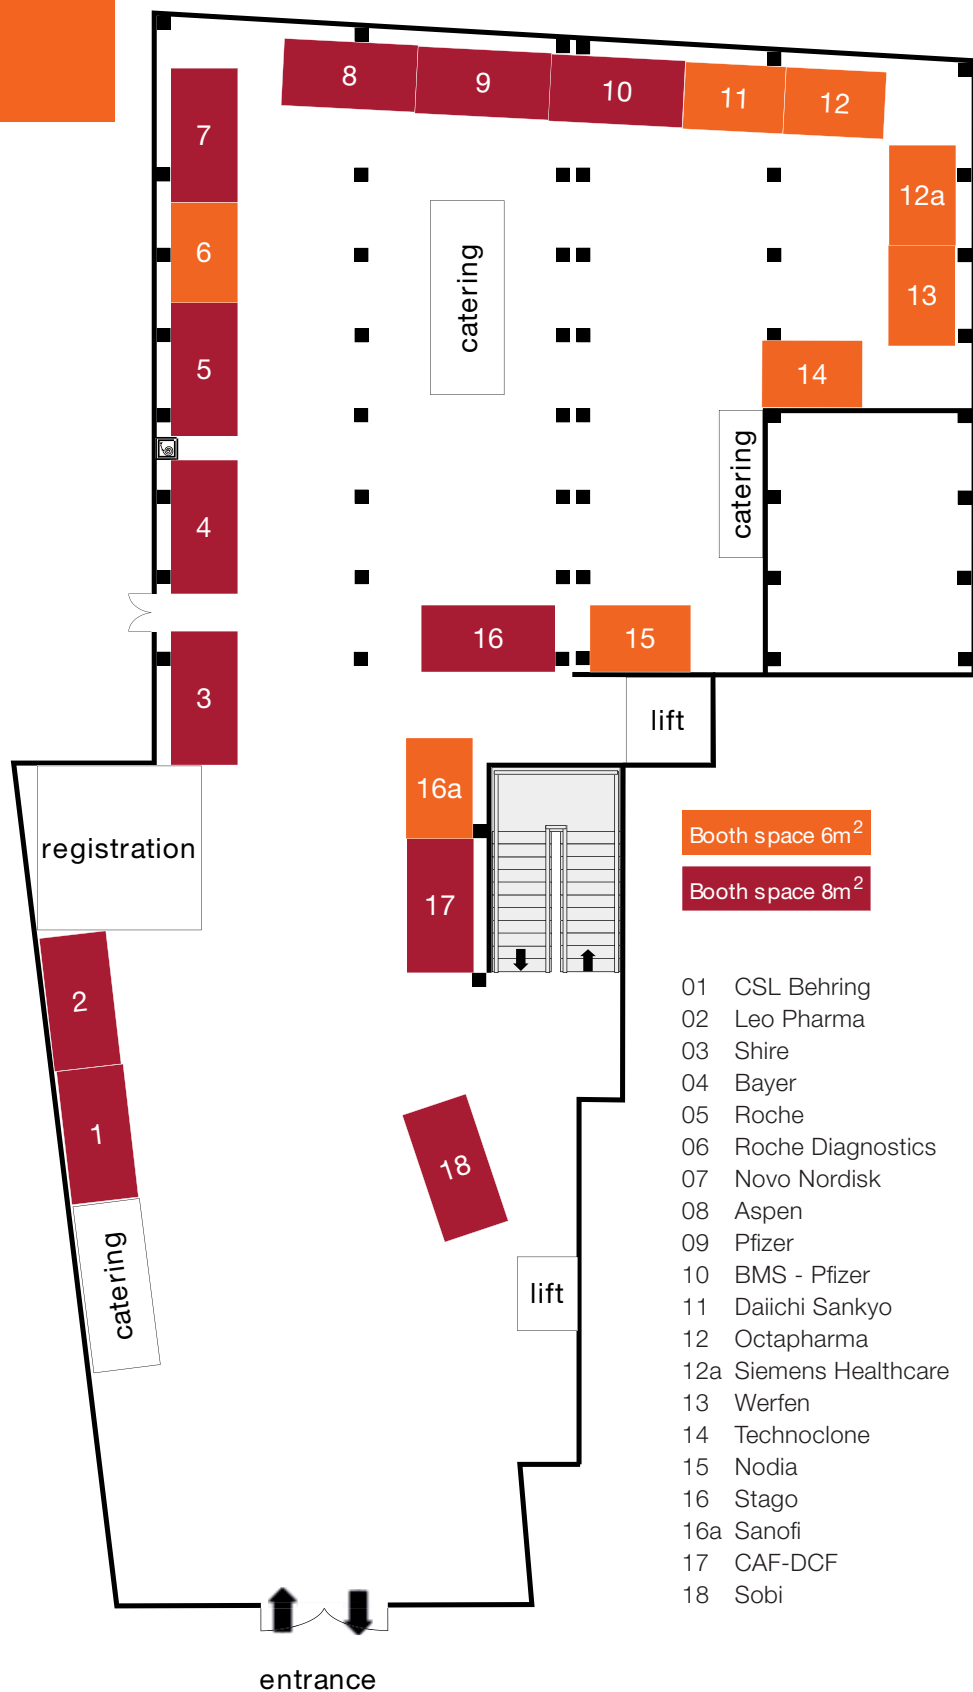 8
9
10
11
12
7
12a
6
catering
13
5
14
catering
4
16
15
3
lift
16a
registration
Booth space 6m²
17
Booth space 8m²
2
1
18
catering
lift
01 CSL Behring
02 Leo Pharma
03 Shire
04 Bayer
05 Roche
06 Roche Diagnostics
07 Novo Nordisk
08 Aspen
09 Pfizer
10 BMS - Pfizer
11 Daiichi Sankyo
12 Octapharma
12a Siemens Healthcare
13 Werfen
14 Technoclone
15 Nodia
16 Stago
16a Sanofi
17 CAF-DCF
18 Sobi
entrance